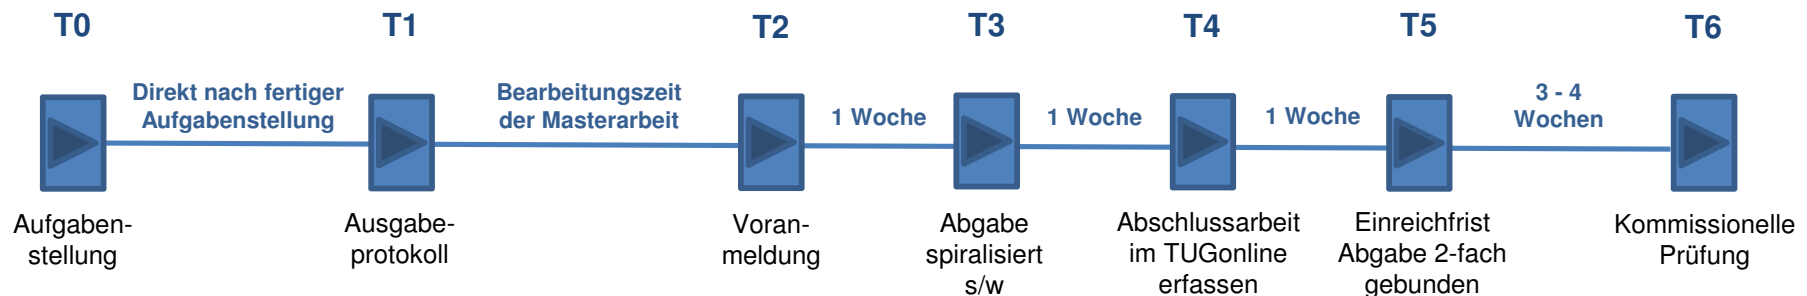 T0
T1
T2
T3
T4
T5
T6
Direkt nach fertiger
Aufgabenstellung
Bearbeitungszeit
der Masterarbeit
1 Woche
1 Woche
1 Woche
3 - 4
Wochen
Aufgaben-
stellung
Ausgabe-
protokoll
Voran-
meldung
Abgabe
spiralisiert
s/w
Abschlussarbeit
im TUGonline
erfassen
Einreichfrist
Abgabe 2-fach
gebunden
Kommissionelle
Prüfung